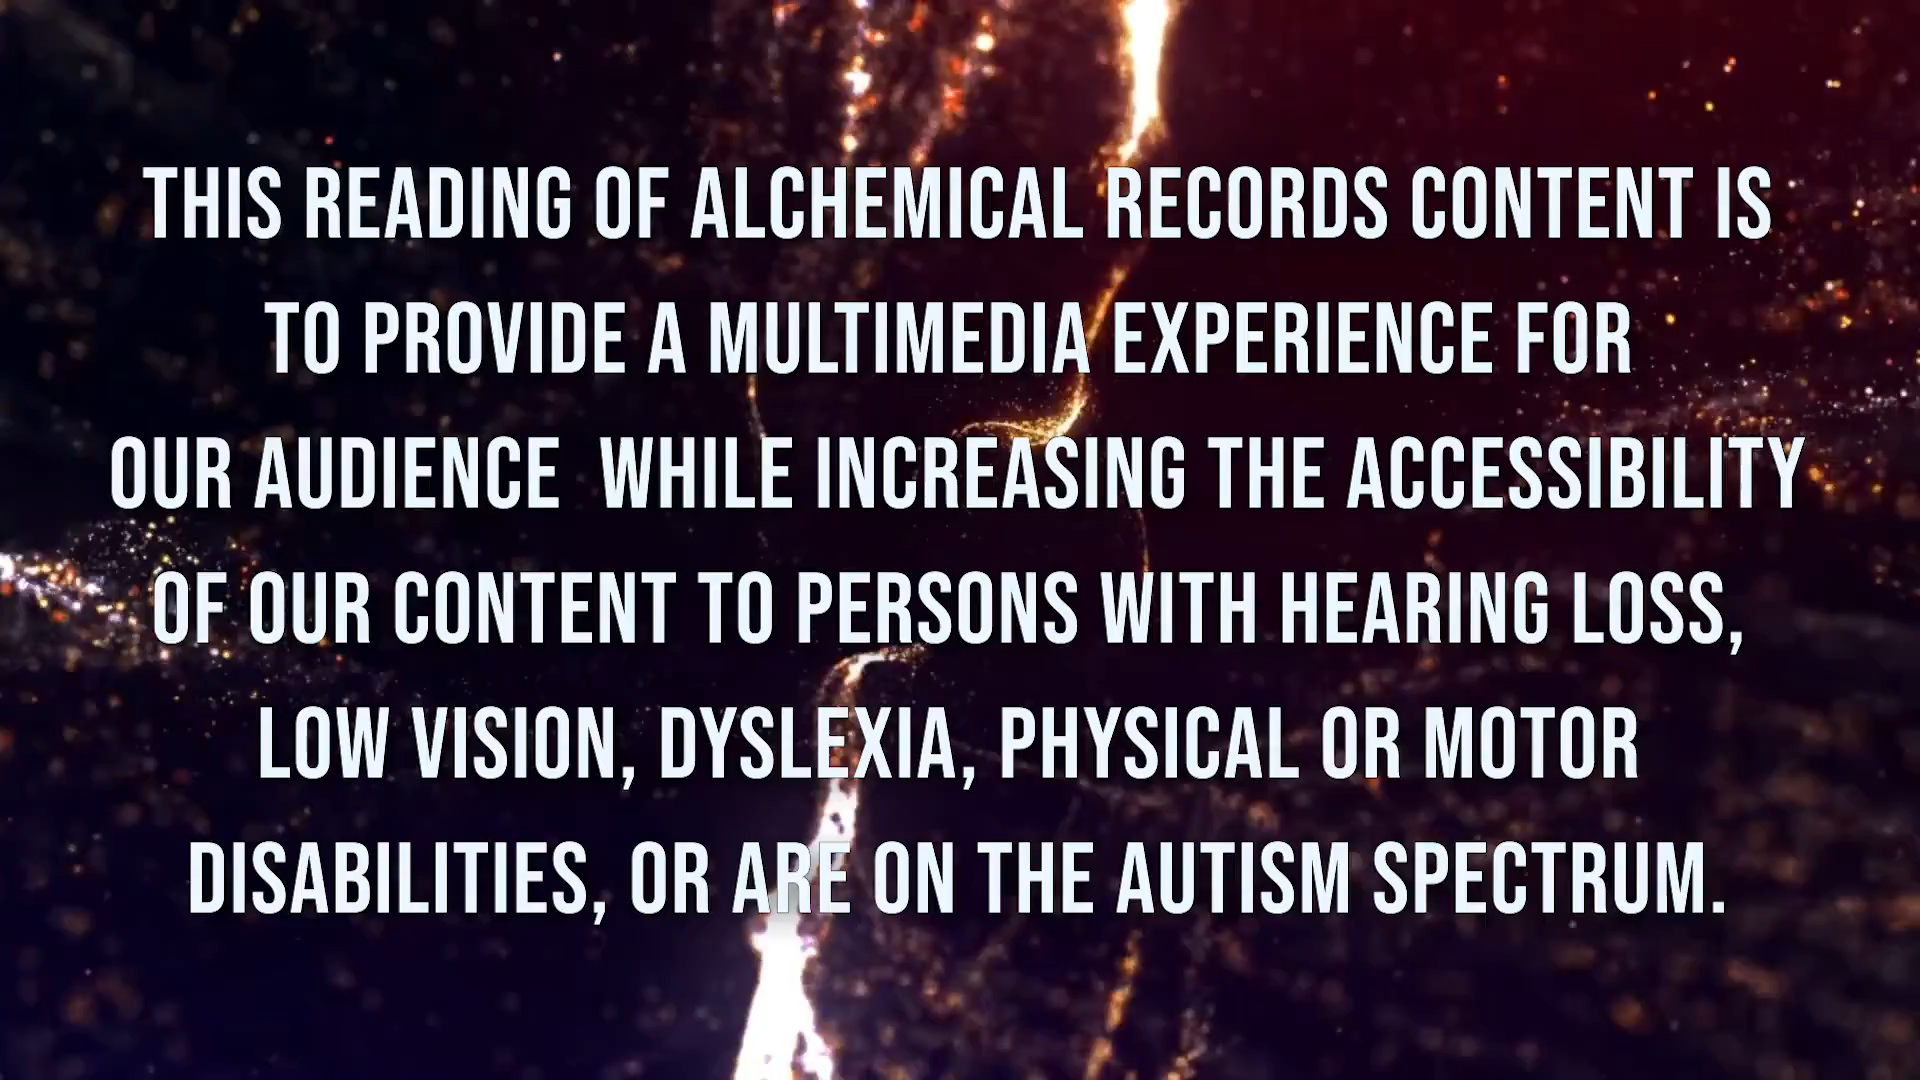 THIS READING OF ALCHEMICAL RECORDS CONTENT IS
TO PROVIDE A MULTIMEDIA EXPERIENCE FOR
OUR AUDIENCE  WHILE INCREASING THE ACCESSIBILITY
OF OUR CONTENT TO PERSONS WITH HEARING LOSS,
LOW VISION, DYSLEXIA, PHYSICAL OR MOTOR
DISABILITIES, OR ARE ON THE AUTISM SPECTRUM.